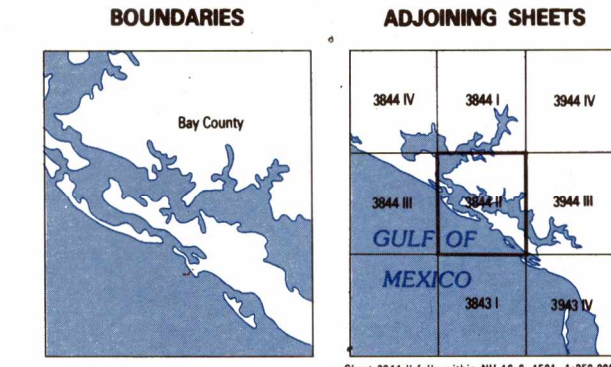 BOUNDARIES
Bay County
ADJOINING SHEETS
3844 IV 3844 I 3944 IV
3844 III 3844 II 3944 III
GULF OF
MEXICO
3843 I 3943 IV